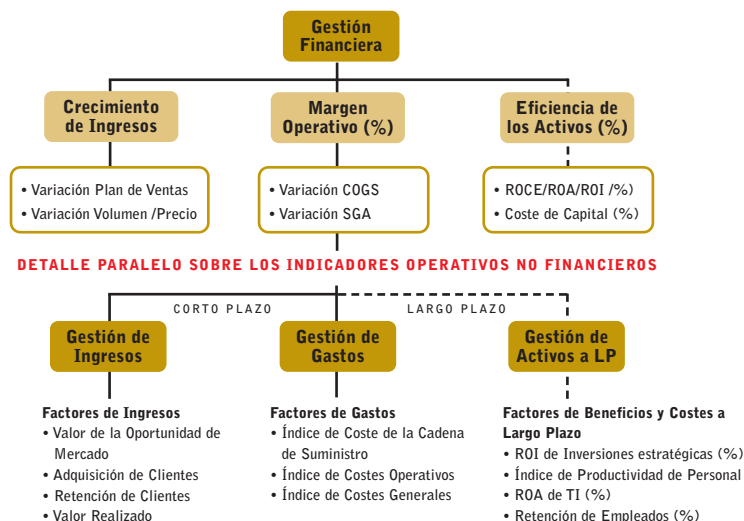 Gestión
Financiera
Crecimiento
de Ingresos
Margen
Operativo (%)
Eficiencia de
los Activos (%)
• Variación Plan de Ventas
• Variación Volumen /Precio
• Variación COGS
• Variación SGA
• ROCE/ROA/ROI /%)
• Coste de Capital (%)
DETALLE PARALELO SOBRE LOS INDICADORES OPERATIVOS NO FINANCIEROS
CORTO PLAZO
LARGO PLAZO
Gestión de
Ingresos
Gestión de
Gastos
Gestión de
Activos a LP
Factores de Ingresos
• Valor de la Oportunidad de
Mercado
• Adquisición de Clientes
• Retención de Clientes
• Valor Realizado
Factores de Gastos
• Índice de Coste de la Cadena
de Suministro
• Índice de Costes Operativos
• Índice de Costes Generales
Factores de Beneficios y Costes a
Largo Plazo
• ROI de Inversiones estratégicas (%)
• Índice de Productividad de Personal
• ROA de TI (%)
• Retención de Empleados (%)